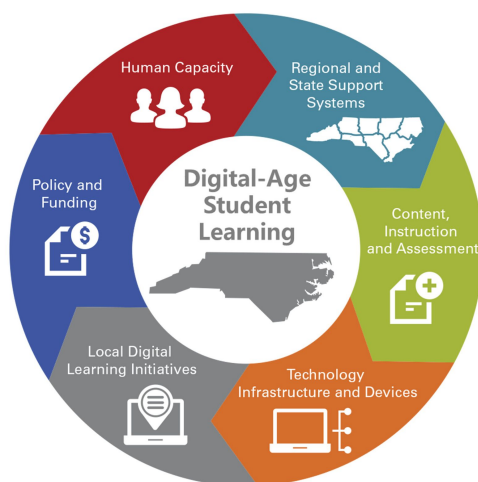 Human Capacity
Regional and
State Support
Systems
Policy and
Funding
$
Digital-Age
Student
Learning
Content,
Instruction
and Assessment
Local Digital
Learning Initiatives
Technology
Infrastructure and Devices